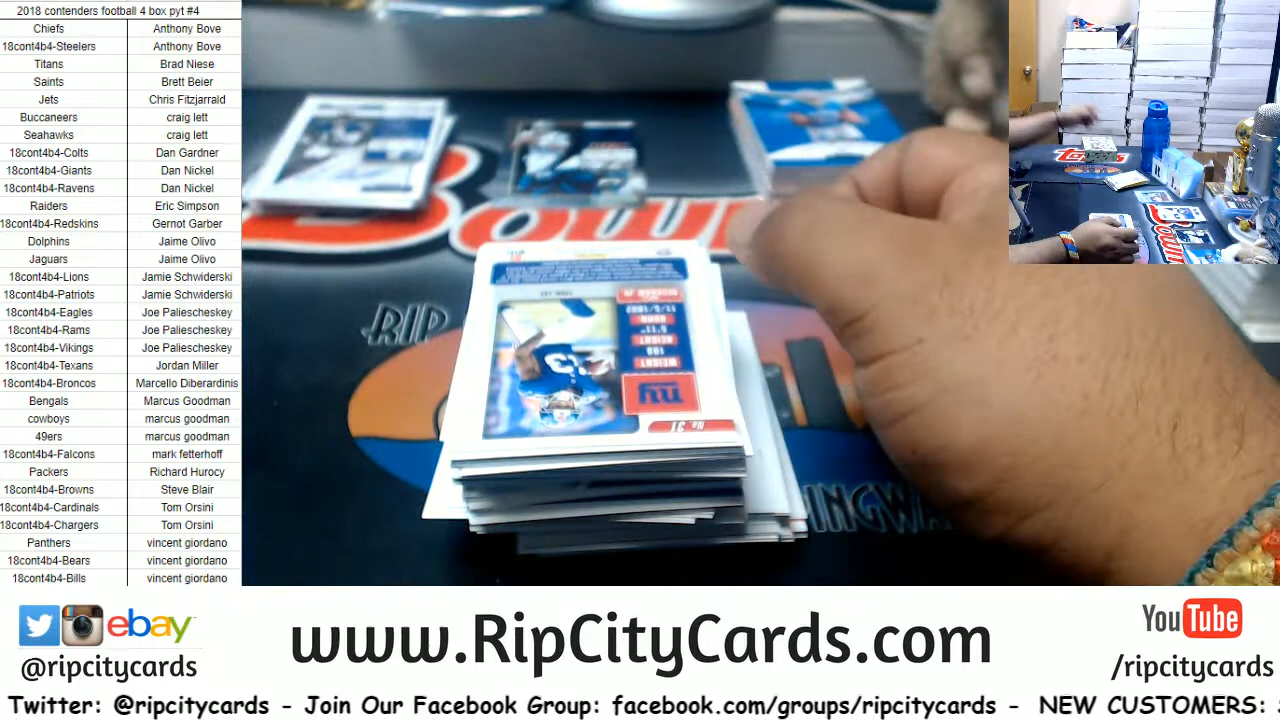 2018 contenders football 4 box pyt #4
Chiefs Anthony Bove
18cont4b4-Steelers Anthony Bove
Titans Brad Niese
Saints Brett Beier
Jets Chris Fitzjarrald
Buccaneers craig lett
Seahawks craig lett
18cont4b4-Colts Dan Gardner
18cont4b4-Giants Dan Nickel
18cont4b4-Ravens Dan Nickel
Raiders Eric Simpson
18cont4b4-Redskins Gernot Garber
Dolphins Jaime Olivo
Jaguars Jaime Olivo
18cont4b4-Lions Jamie Schwiderski
18cont4b4-Patriots Jamie Schwiderski
18cont4b4-Eagles Joe Paliescheskey
18cont4b4-Rams Joe Paliescheskey
18cont4b4-Vikings Joe Paliescheskey
18cont4b4-Texans Jordan Miller
18cont4b4-Broncos Marcello Diberardinis
Bengals Marcus Goodman
cowboys marcus goodman
49ers marcus goodman
18cont4b4-Falcons mark fetterhoff
Packers Richard Hurocy
18cont4b4-Browns Steve Blair
18cont4b4-Cardinals Tom Orsini
18cont4b4-Chargers Tom Orsini
Panthers vincent giordano
18cont4b4-Bears vincent giordano
18cont4b4-Bills vincent giordano
RIP
No. 31
ny
WEIGHT
HEIGHT
5'11"
Topps
ebay
@ripcitycards
www.RipCityCards.com
YouTube
/ripcitycards
Twitter: @ripcitycards - Join Our Facebook Group: facebook.com/groups/ripcitycards - NEW CUSTOMERS: